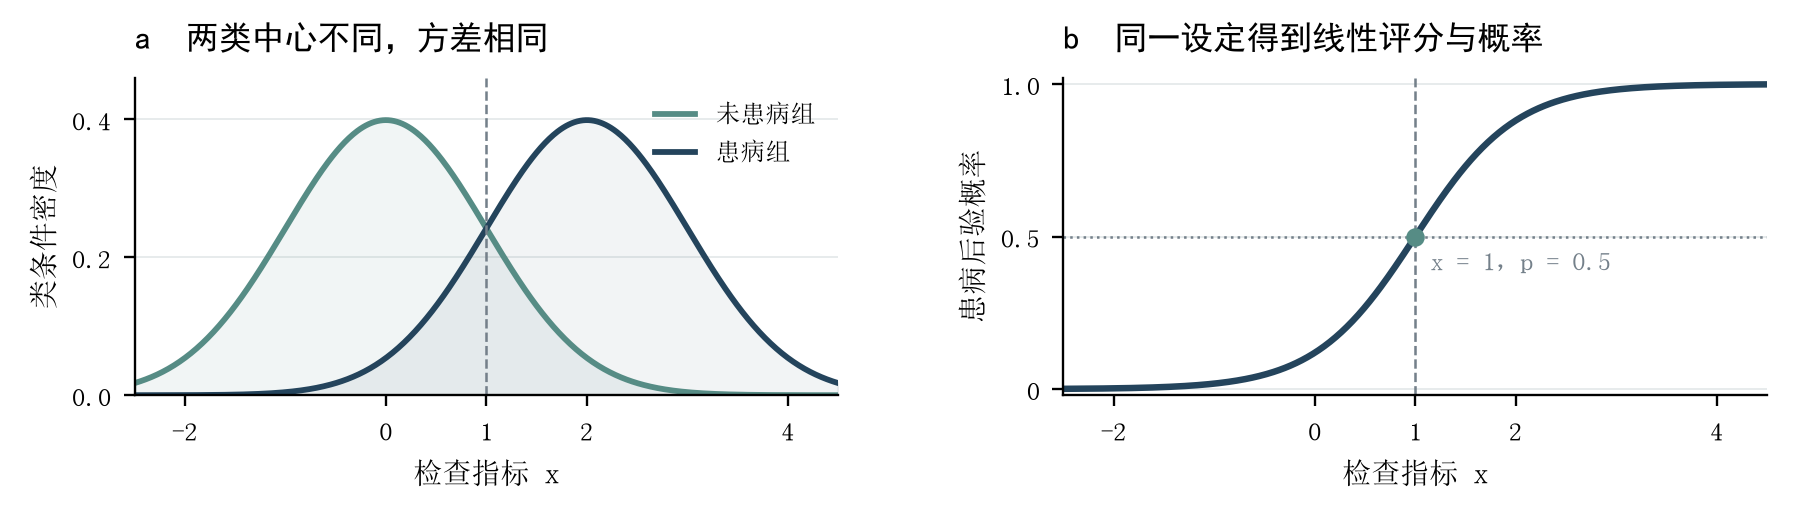 a 两类中心不同，方差相同
类条件密度
0.4
0.2
0.0
未患病组
患病组
−2 0 1 2 4
检查指标 x
b 同一设定得到线性评分与概率
患病后验概率
1.0
0.5
0
x = 1, p = 0.5
−2 0 1 2 4
检查指标 x